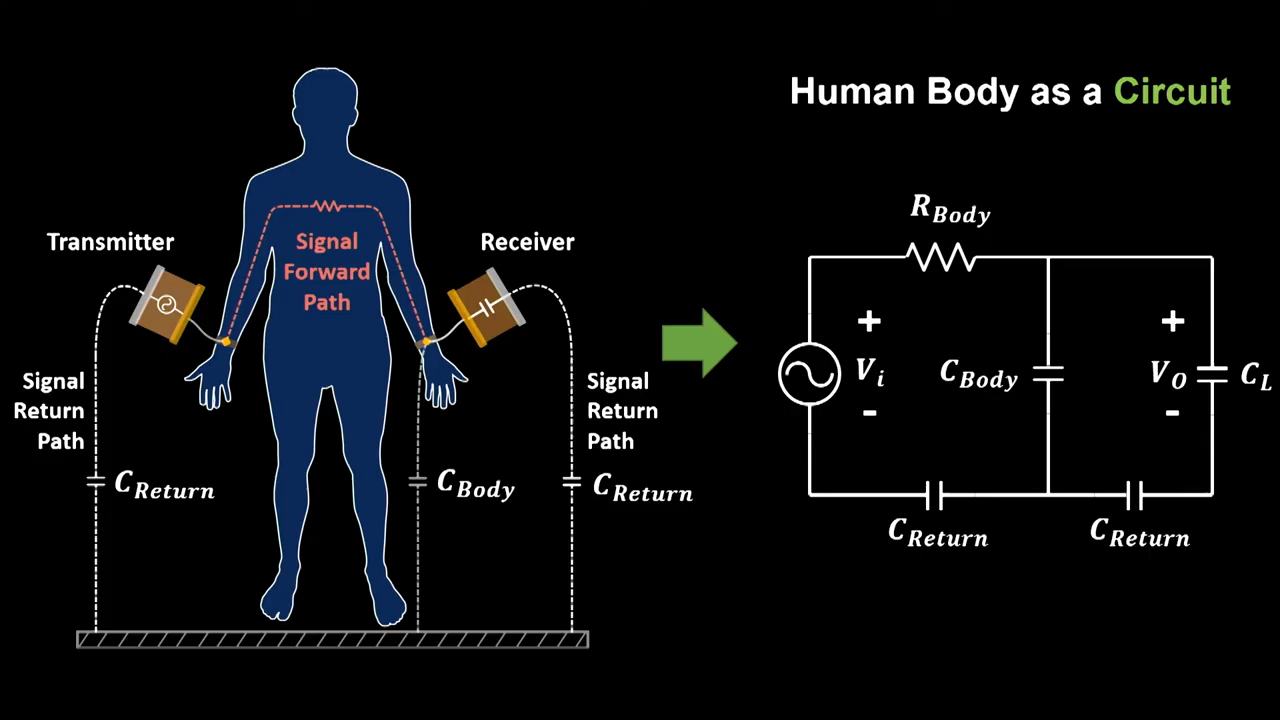 Human Body as a Circuit
Transmitter
Signal
Forward
Path
Receiver
Signal
Return
Path
Signal
Return
Path
C_Return
C_Body
C_Return
R_Body
+
V_i
-
C_Body
+
V_O
-
C_L
C_Return
C_Return